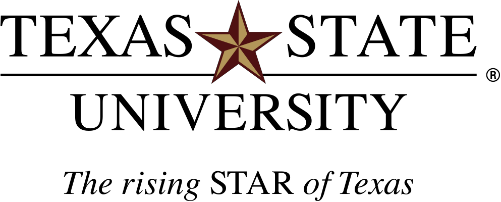 TEXAS STATE
®
UNIVERSITY
The rising STAR of Texas